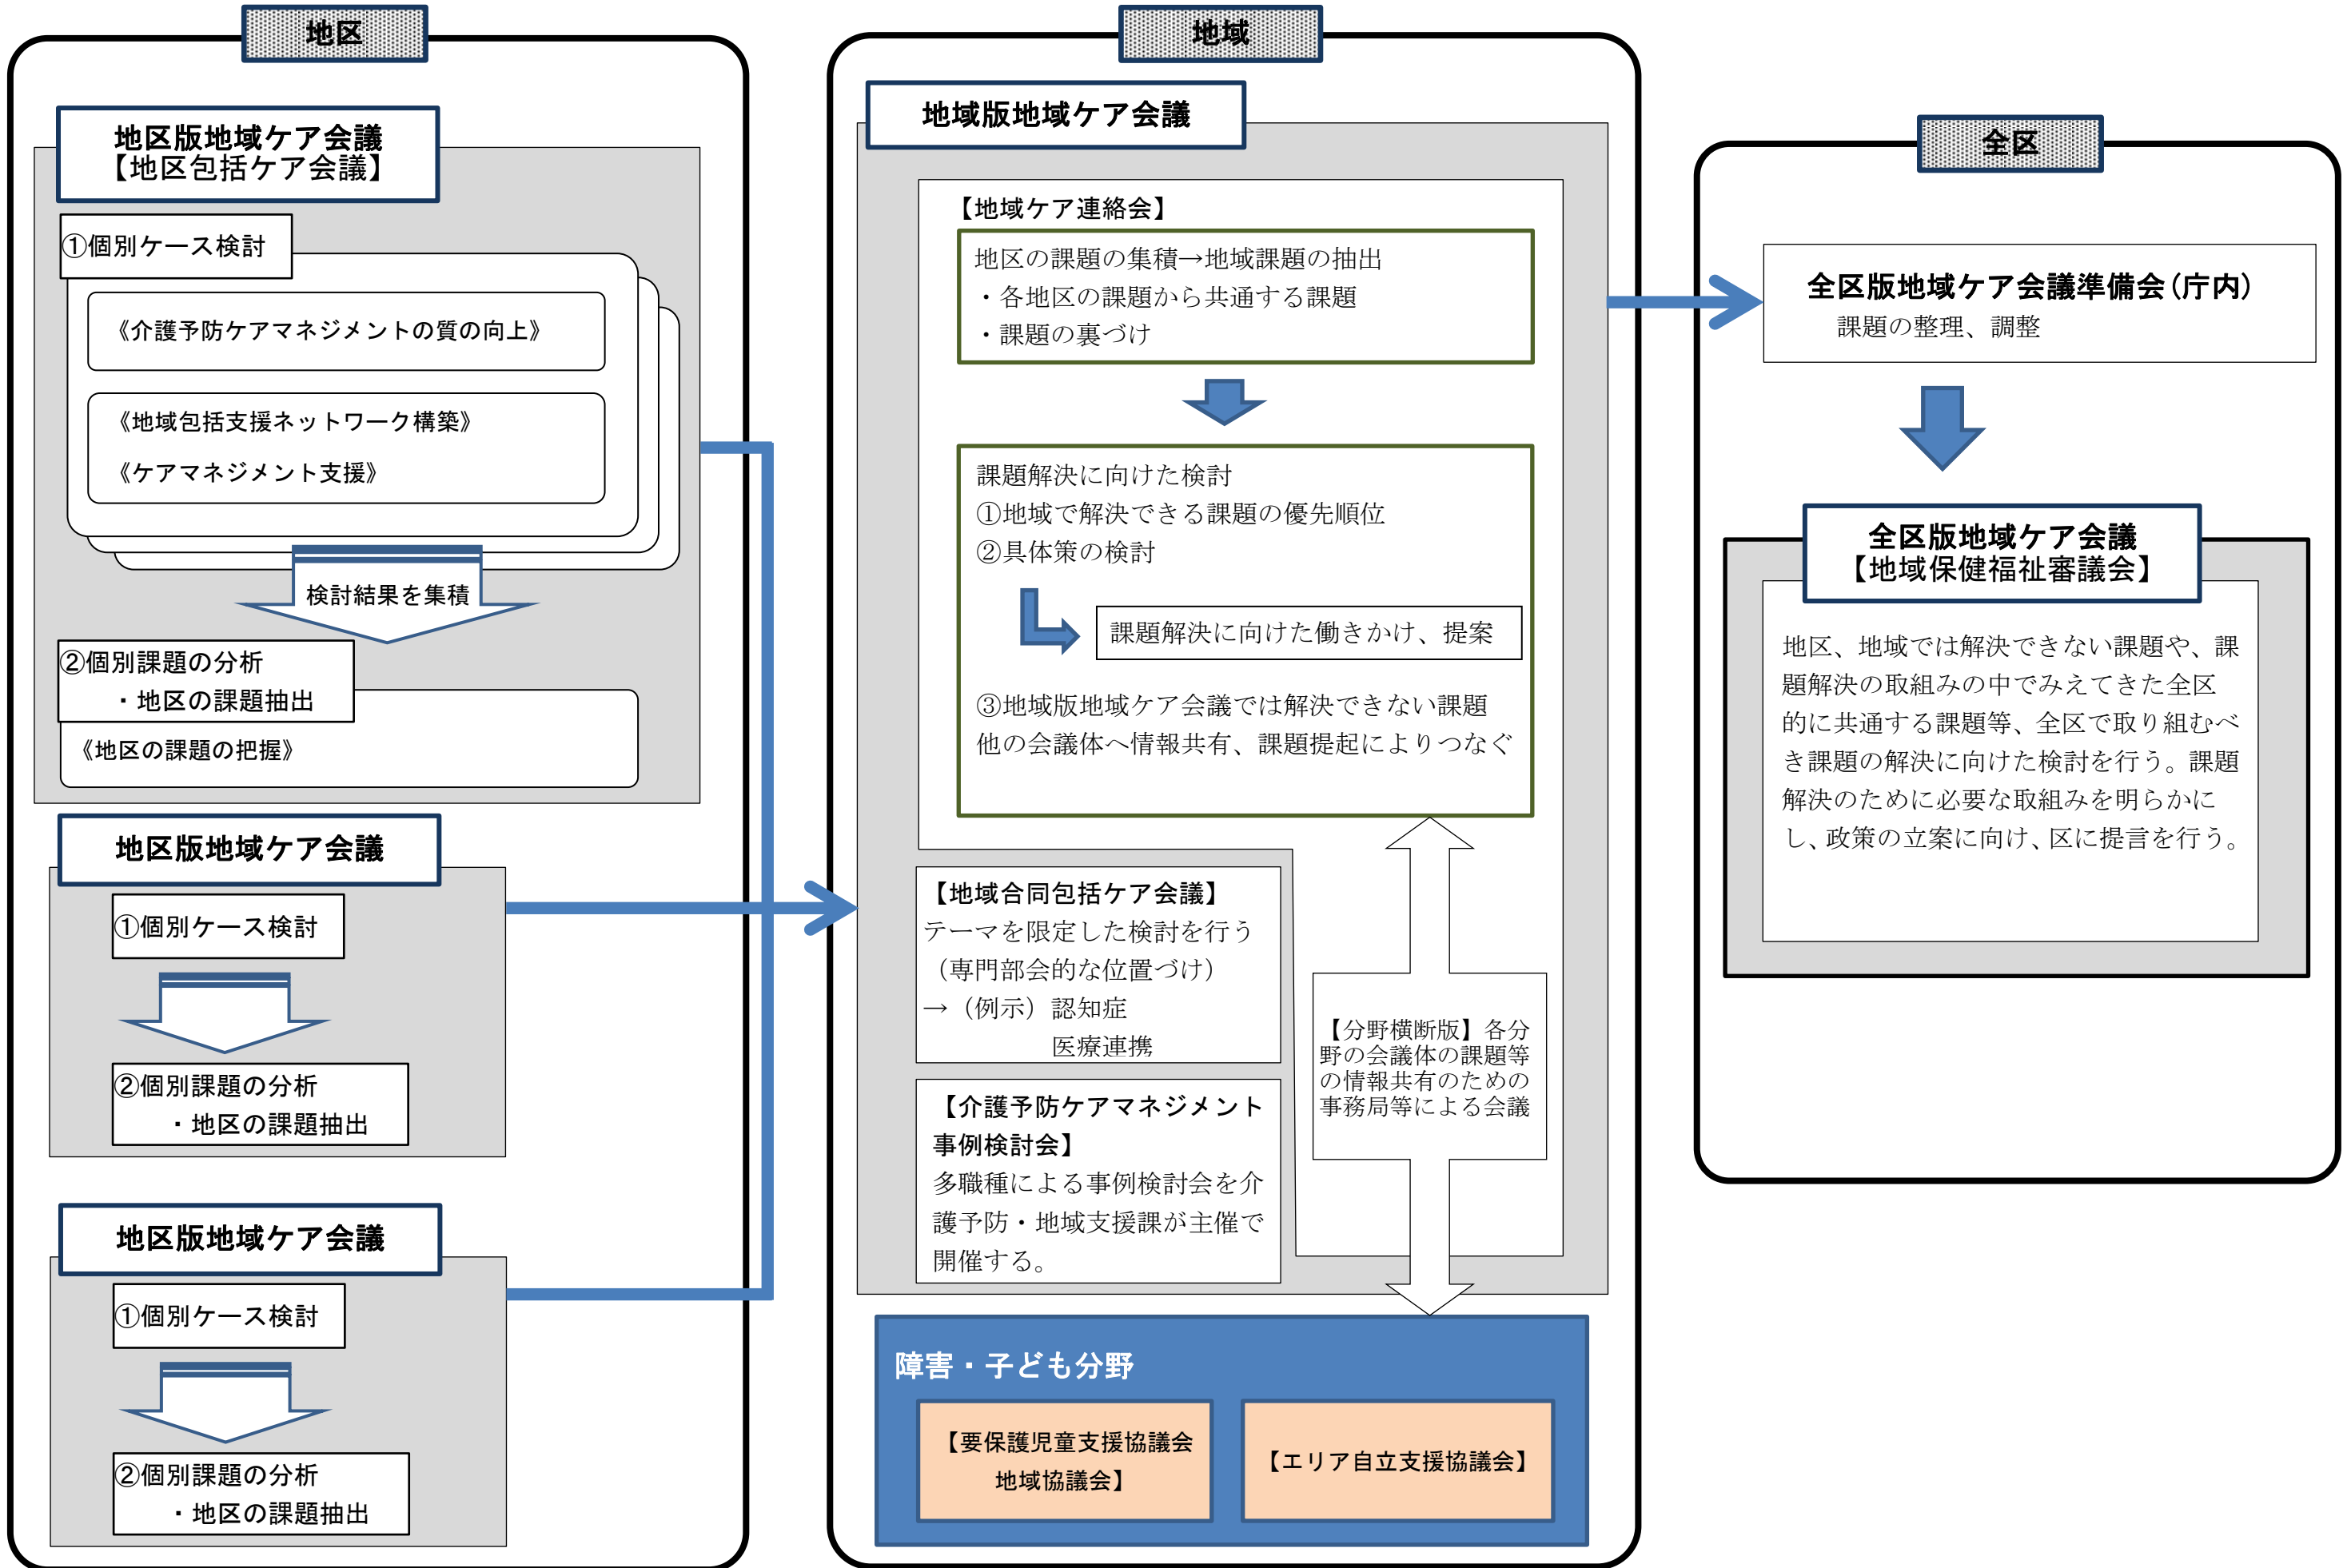 地区
地区版地域ケア会議
【地区包括ケア会議】
①個別ケース検討
《介護予防ケアマネジメントの質の向上》
《地域包括支援ネットワーク構築》
《ケアマネジメント支援》
検討結果を集積
②個別課題の分析
・地区の課題抽出
《地区の課題の把握》
地区版地域ケア会議
①個別ケース検討
②個別課題の分析
・地区の課題抽出
地区版地域ケア会議
①個別ケース検討
②個別課題の分析
・地区の課題抽出
地域
地域版地域ケア会議
【地域ケア連絡会】
地区の課題の集積→地域課題の抽出
・各地区の課題から共通する課題
・課題の裏づけ
課題解決に向けた検討
①地域で解決できる課題の優先順位
②具体策の検討
課題解決に向けた働きかけ、提案
③地域版地域ケア会議では解決できない課題
他の会議体へ情報共有、課題提起によりつなぐ
【地域合同包括ケア会議】
テーマを限定した検討を行う
（専門部会的な位置づけ）
→（例示）認知症
医療連携
【介護予防ケアマネジメント
事例検討会】
多職種による事例検討会を介
護予防・地域支援課が主催で
開催する。
【分野横断版】各分
野の会議体の課題等
の情報共有のための
事務局等による会議
障害・子ども分野
【要保護児童支援協議会
地域協議会】
【エリア自立支援協議会】
全区
全区版地域ケア会議準備会（庁内）
課題の整理、調整
全区版地域ケア会議
【地域保健福祉審議会】
地区、地域では解決できない課題や、課
題解決の取組みの中でみえてきた全区
的に共通する課題等、全区で取り組むべ
き課題の解決に向けた検討を行う。課題
解決のために必要な取組みを明らかに
し、政策の立案に向け、区に提言を行う。